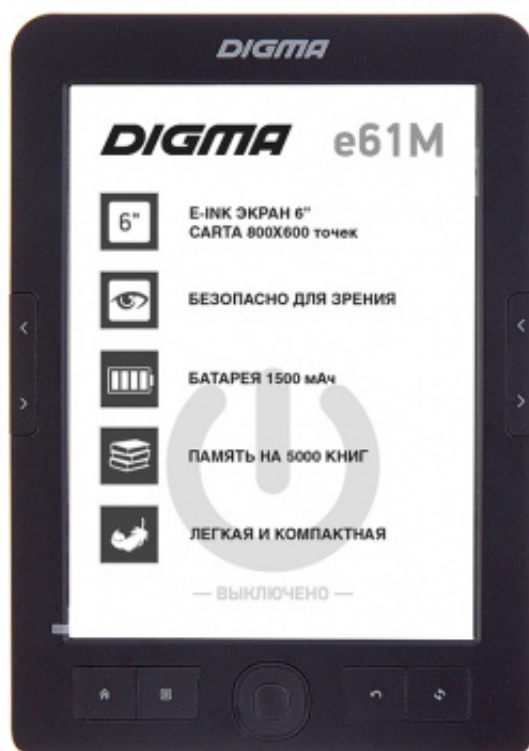 DIGMA
DIGMA e61M
6"
E-INK ЭКРАН 6"
CARTA 800X600 точек
БЕЗОПАСНО ДЛЯ ЗРЕНИЯ
БАТАРЕЯ 1500 мАч
ПАМЯТЬ НА 5000 КНИГ
ЛЕГКАЯ И КОМПАКТНАЯ
— ВЫКЛЮЧЕНО —